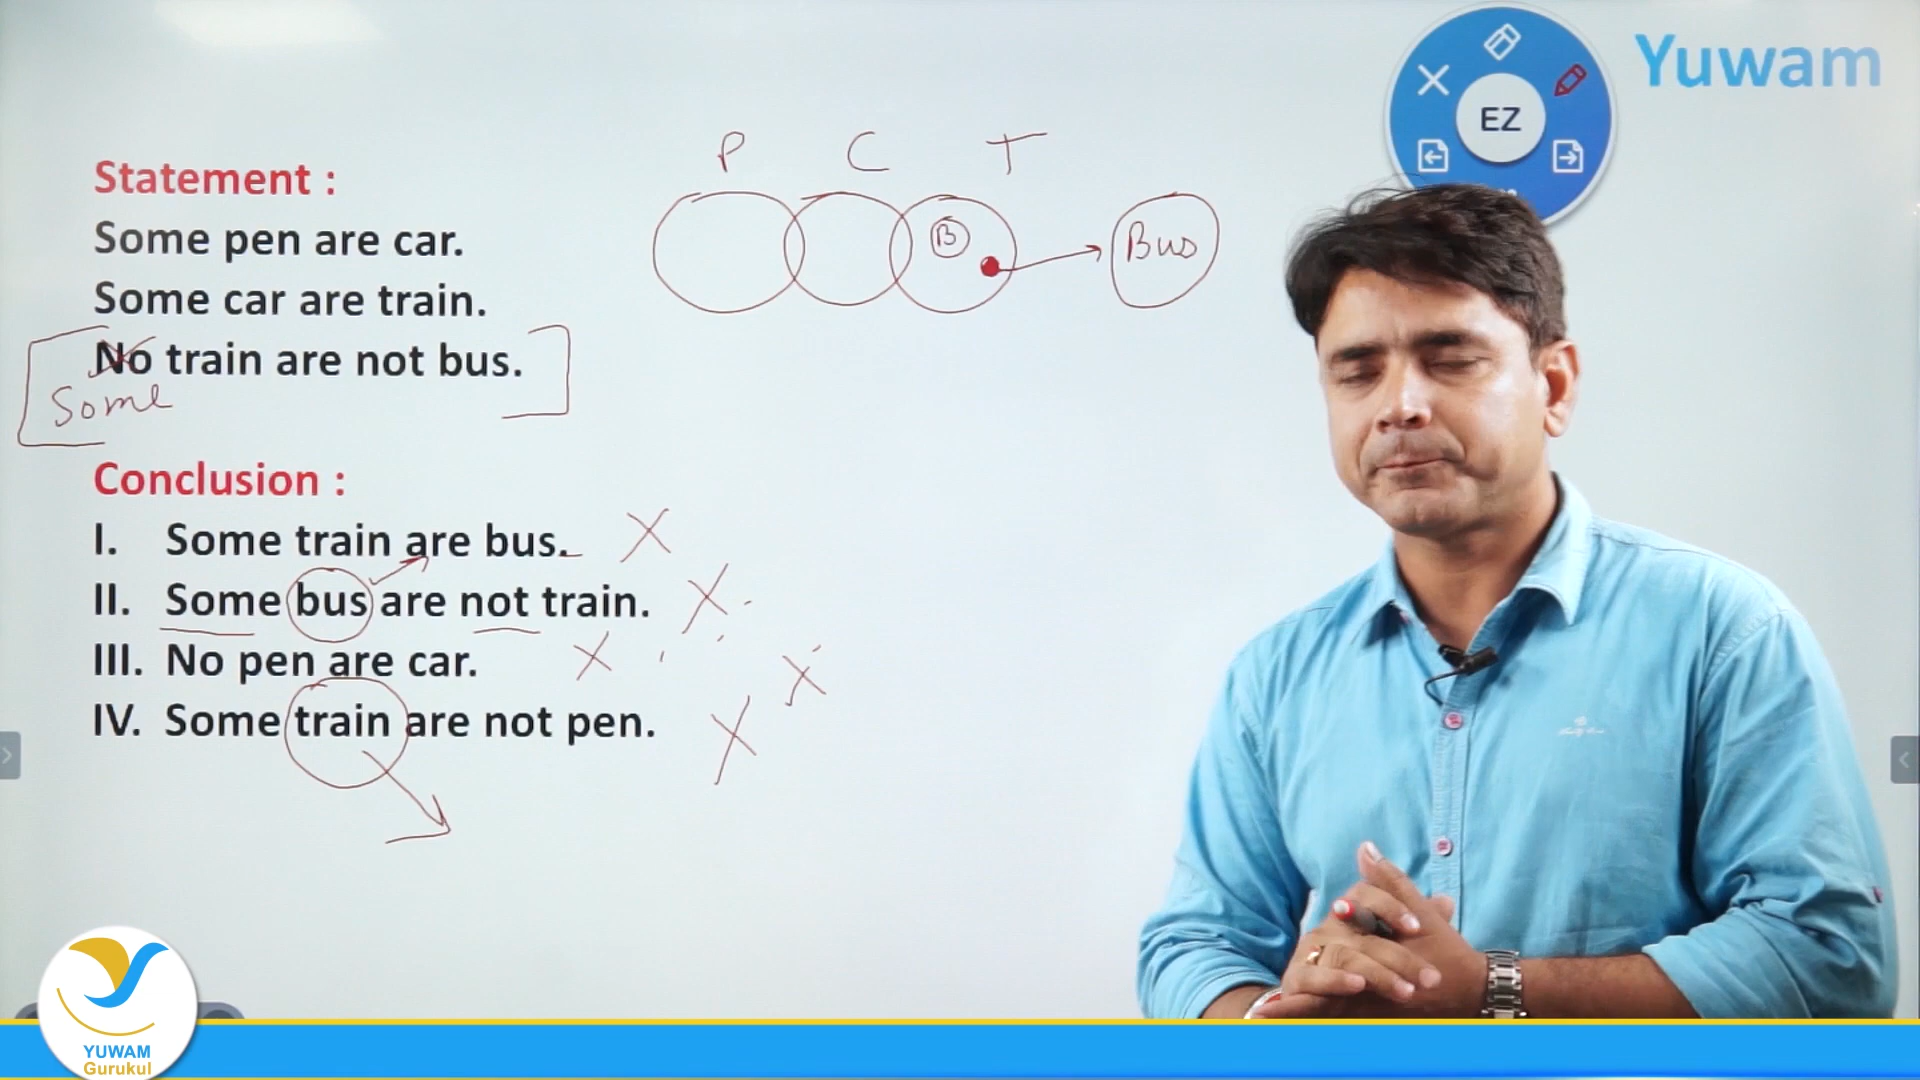 Yuwam
EZ
P C T
Statement :
Some pen are car.
B
Bus
Some car are train.
No train are not bus.
Some
Conclusion :
I. Some train are bus.
II. Some bus are not train.
III. No pen are car.
IV. Some train are not pen.
YUWAM
Gurukul